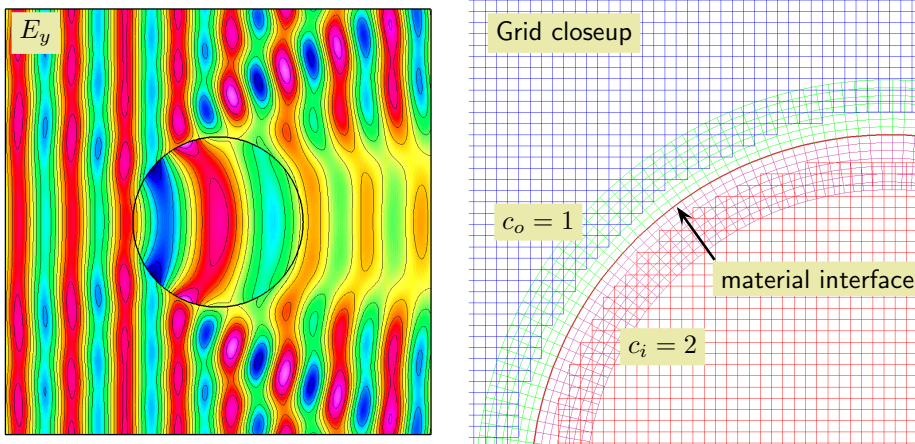 E_y
Grid closeup
c_o = 1
material interface
c_i = 2